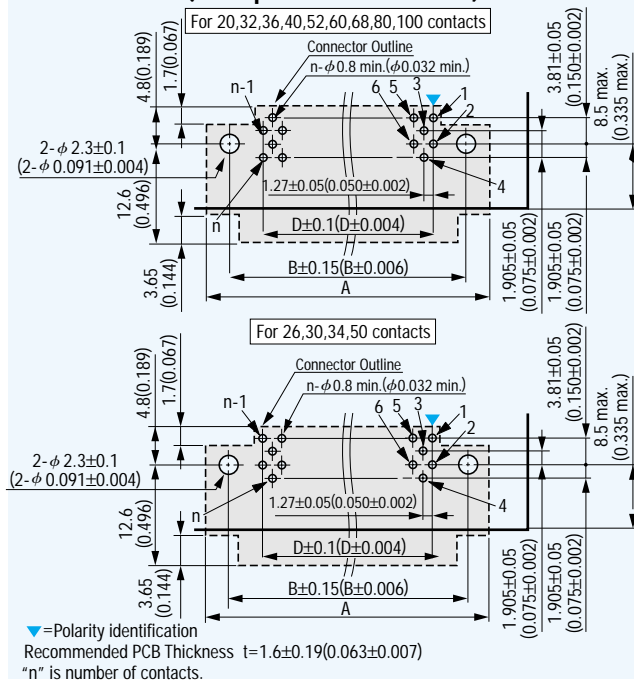 For 20,32,36,40,52,60,68,80,100 contacts
Connector Outline
n-φ0.8 min.(φ0.032 min.)
n-1
6
5
3
1
2
4
n
4.8(0.189)
1.7(0.067)
2-φ2.3±0.1
(2-φ0.091±0.004)
12.6
(0.496)
3.65
(0.144)
1.27±0.05(0.050±0.002)
D±0.1(D±0.004)
B±0.15(B±0.006)
A
3.81±0.05
(0.150±0.002)
8.5 max.
(0.335 max.)
1.905±0.05
(0.075±0.002)
1.905±0.05
(0.075±0.002)
For 26,30,34,50 contacts
Connector Outline
n-φ0.8 min.(φ0.032 min.)
n-1
6
5
3
1
2
4
n
4.8(0.189)
1.7(0.067)
2-φ2.3±0.1
(2-φ0.091±0.004)
12.6
(0.496)
3.65
(0.144)
1.27±0.05(0.050±0.002)
D±0.1(D±0.004)
B±0.15(B±0.006)
A
3.81±0.05
(0.150±0.002)
8.5 max.
(0.335 max.)
1.905±0.05
(0.075±0.002)
1.905±0.05
(0.075±0.002)
▼=Polarity identification
Recommended PCB Thickness t=1.6±0.19(0.063±0.007)
"n" is number of contacts.